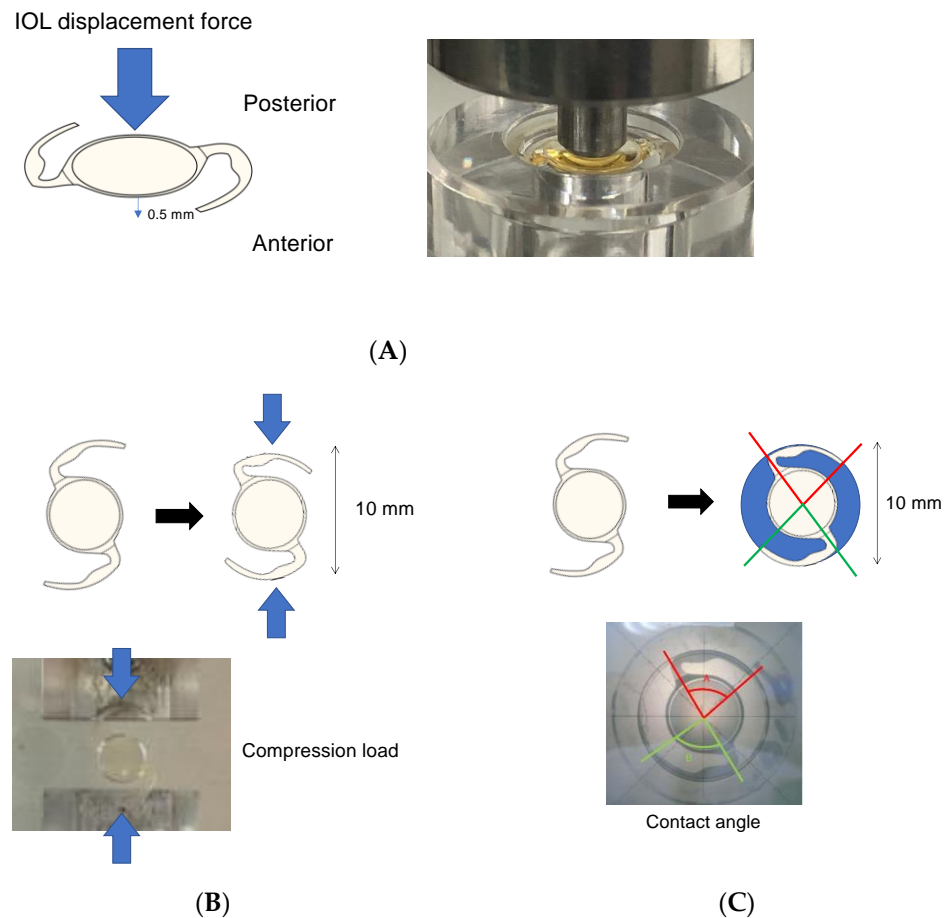 IOL displacement force
Posterior
0.5 mm
Anterior
(A)
10 mm
10 mm
A
B
Compression load
Contact angle
(B)
(C)